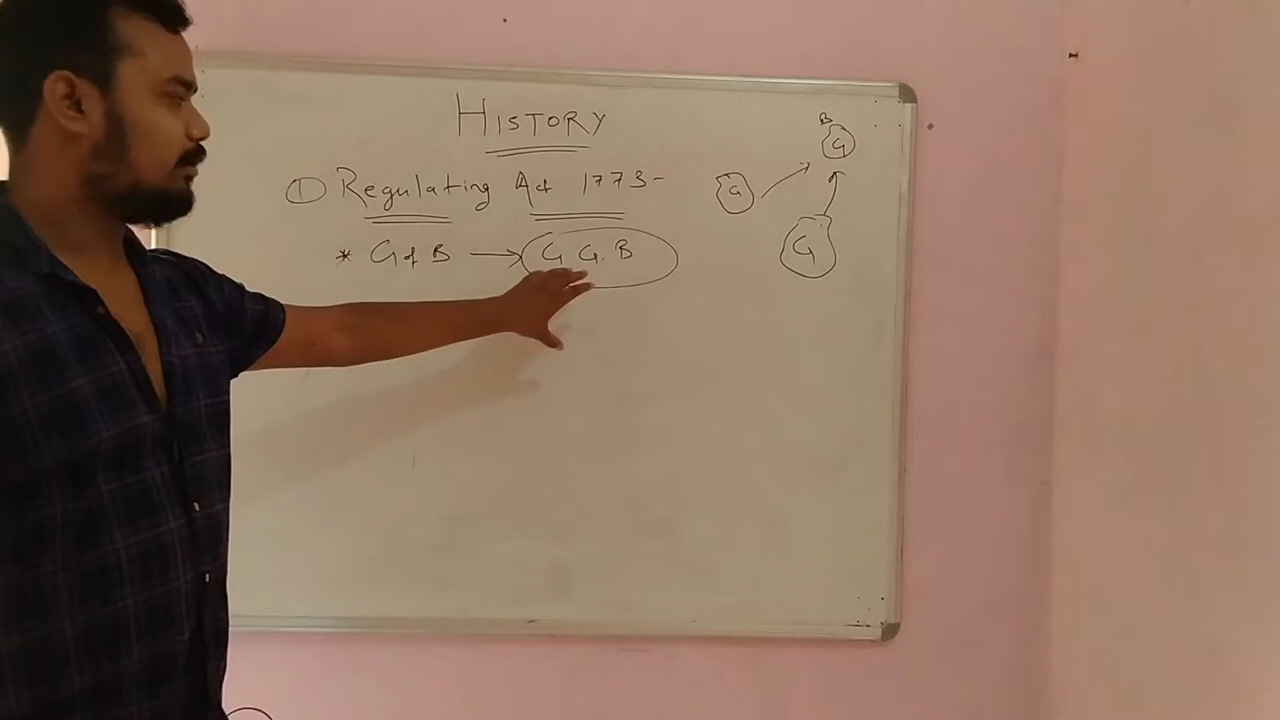 HISTORY
① Regulating Act 1773-
* G of B → G G. B
B
G
G
G